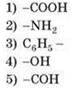 1) –COOH
2) –NH₂
3) C₆H₅ –
4) –OH
5) –COH